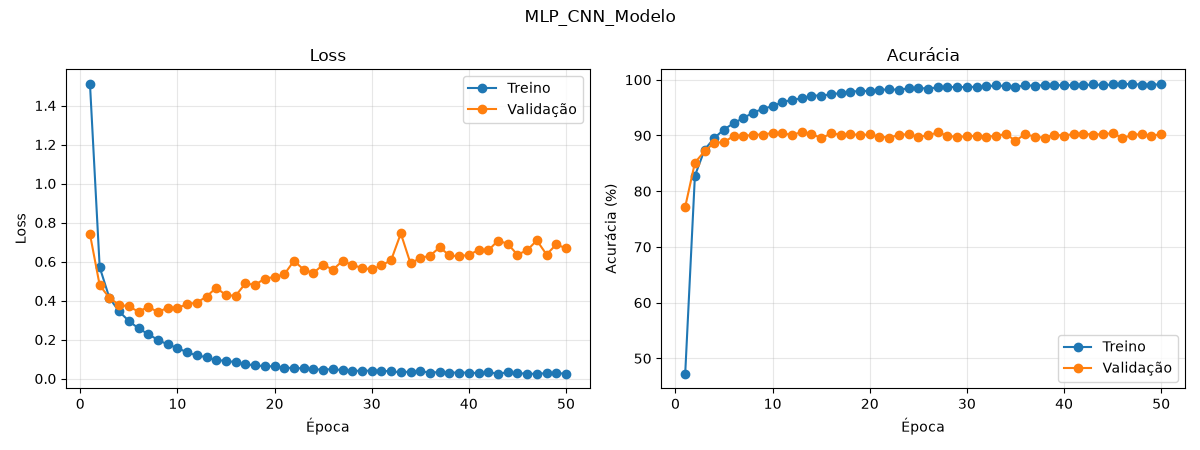 MLP_CNN_Modelo
Loss
Treino
Validação
1.4
1.2
1.0
0.8
0.6
0.4
0.2
0.0
Loss
0 10 20 30 40 50
Época
Acurácia
100
90
80
70
60
50
Acurácia (%)
Treino
Validação
0 10 20 30 40 50
Época